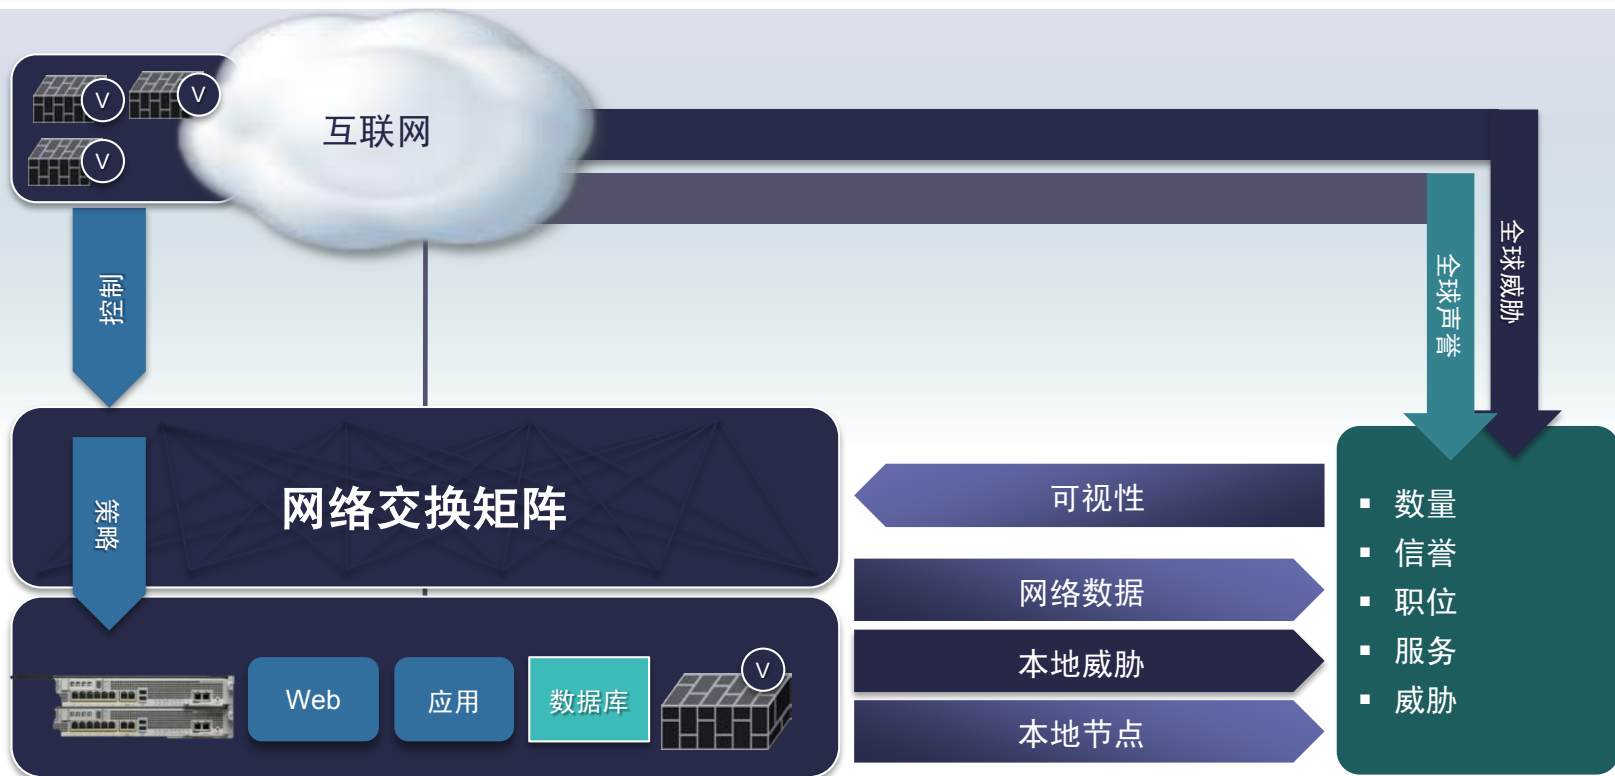 V
V
V
互联网
全球威胁
全球声誉
控制
策略
网络交换矩阵
可视性
网络数据
本地威胁
本地节点
▪ 数量
▪ 信誉
▪ 职位
▪ 服务
▪ 威胁
Web
应用
数据库
V